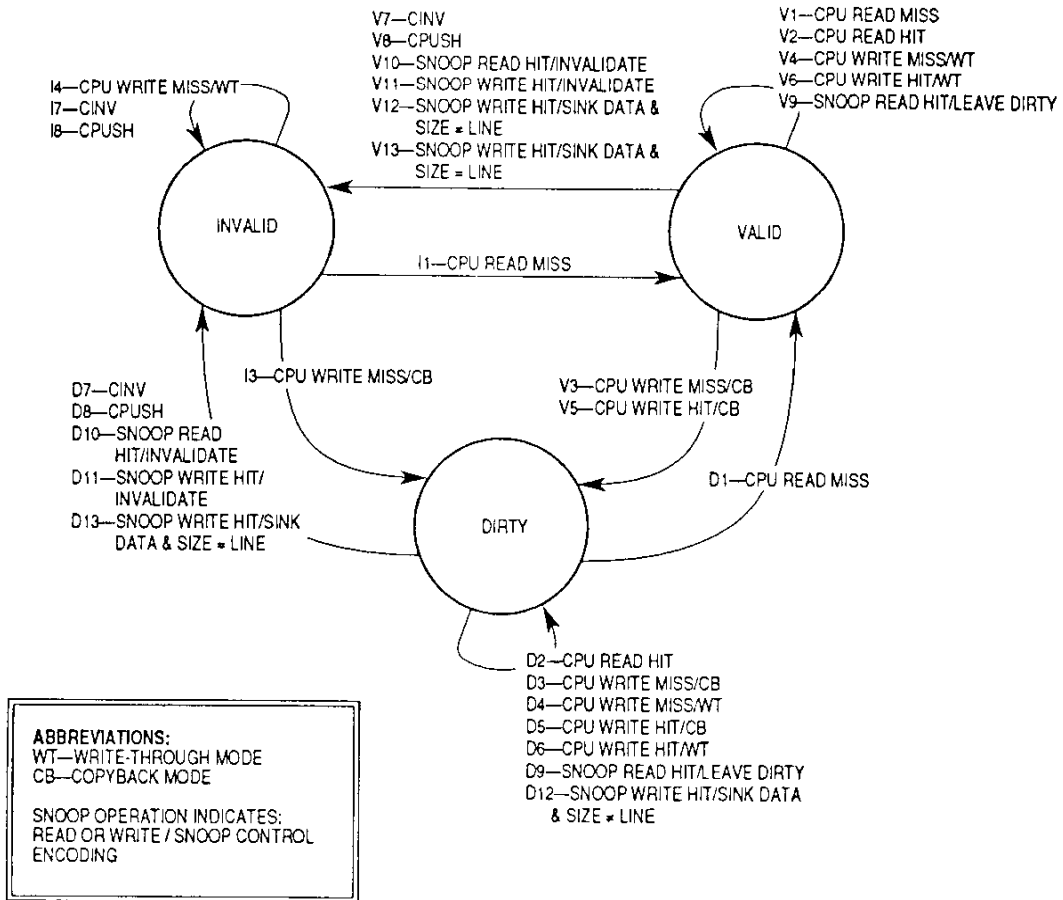 V7—CINV
V8—CPUSH
V10—SNOOP READ HIT/INVALIDATE
V11—SNOOP WRITE HIT/INVALIDATE
V12—SNOOP WRITE HIT/SINK DATA &
SIZE ≠ LINE
V13—SNOOP WRITE HIT/SINK DATA &
SIZE = LINE
V1—CPU READ MISS
V2—CPU READ HIT
V4—CPU WRITE MISS/WT
V6—CPU WRITE HIT/WT
V9—SNOOP READ HIT/LEAVE DIRTY
I4—CPU WRITE MISS/WT
I7—CINV
I8—CPUSH
INVALID
VALID
I1—CPU READ MISS
I3—CPU WRITE MISS/CB
V3—CPU WRITE MISS/CB
V5—CPU WRITE HIT/CB
D7—CINV
D8—CPUSH
D10—SNOOP READ
HIT/INVALIDATE
D11—SNOOP WRITE HIT/
INVALIDATE
D13—SNOOP WRITE HIT/SINK
DATA & SIZE ≠ LINE
D1—CPU READ MISS
DIRTY
D2—CPU READ HIT
D3—CPU WRITE MISS/CB
D4—CPU WRITE MISS/WT
D5—CPU WRITE HIT/CB
D6—CPU WRITE HIT/WT
D9—SNOOP READ HIT/LEAVE DIRTY
D12—SNOOP WRITE HIT/SINK DATA
& SIZE ≠ LINE
ABBREVIATIONS:
WT—WRITE-THROUGH MODE
CB—COPYBACK MODE
SNOOP OPERATION INDICATES:
READ OR WRITE / SNOOP CONTROL
ENCODING